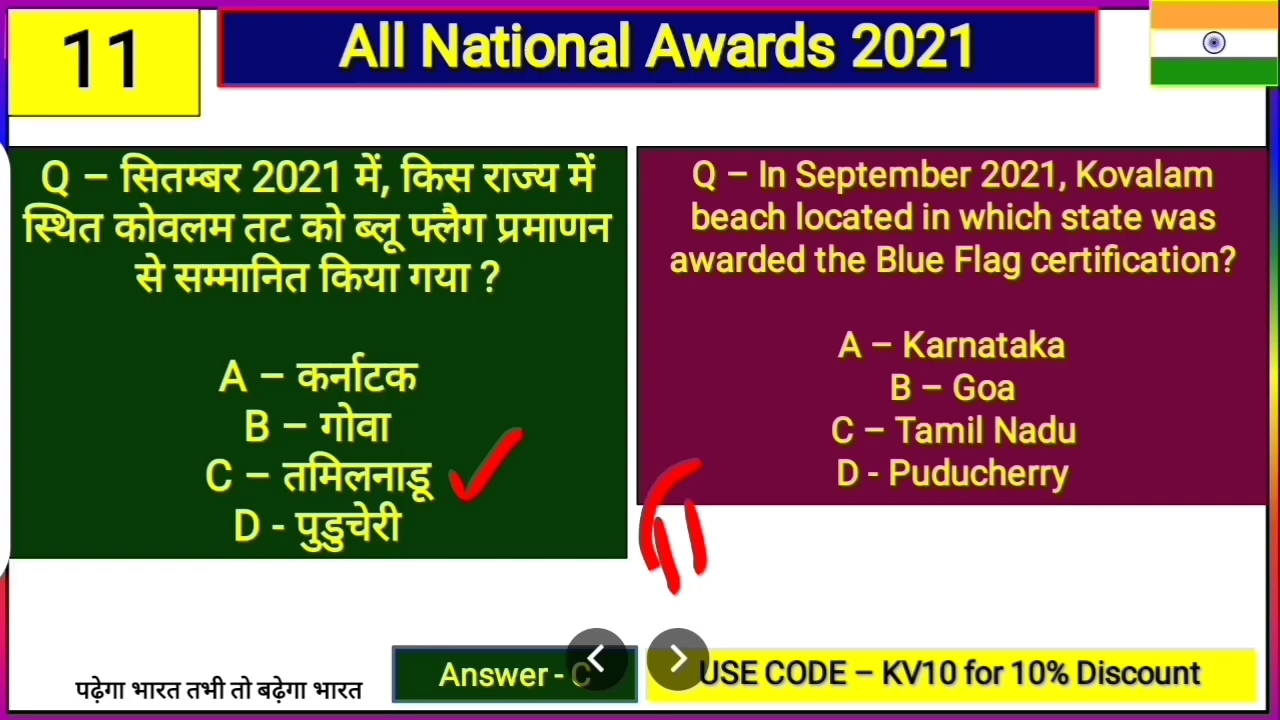 11
All National Awards 2021
Q – सितम्बर 2021 में, किस राज्य में
स्थित कोवलम तट को ब्लू फ्लैग प्रमाणन
से सम्मानित किया गया ?
A – कर्नाटक
B – गोवा
C – तमिलनाडू
D - पुडुचेरी
Q – In September 2021, Kovalam
beach located in which state was
awarded the Blue Flag certification?
A – Karnataka
B – Goa
C – Tamil Nadu
D - Puducherry
पढ़ेगा भारत तभी तो बढ़ेगा भारत
Answer - C
USE CODE – KV10 for 10% Discount